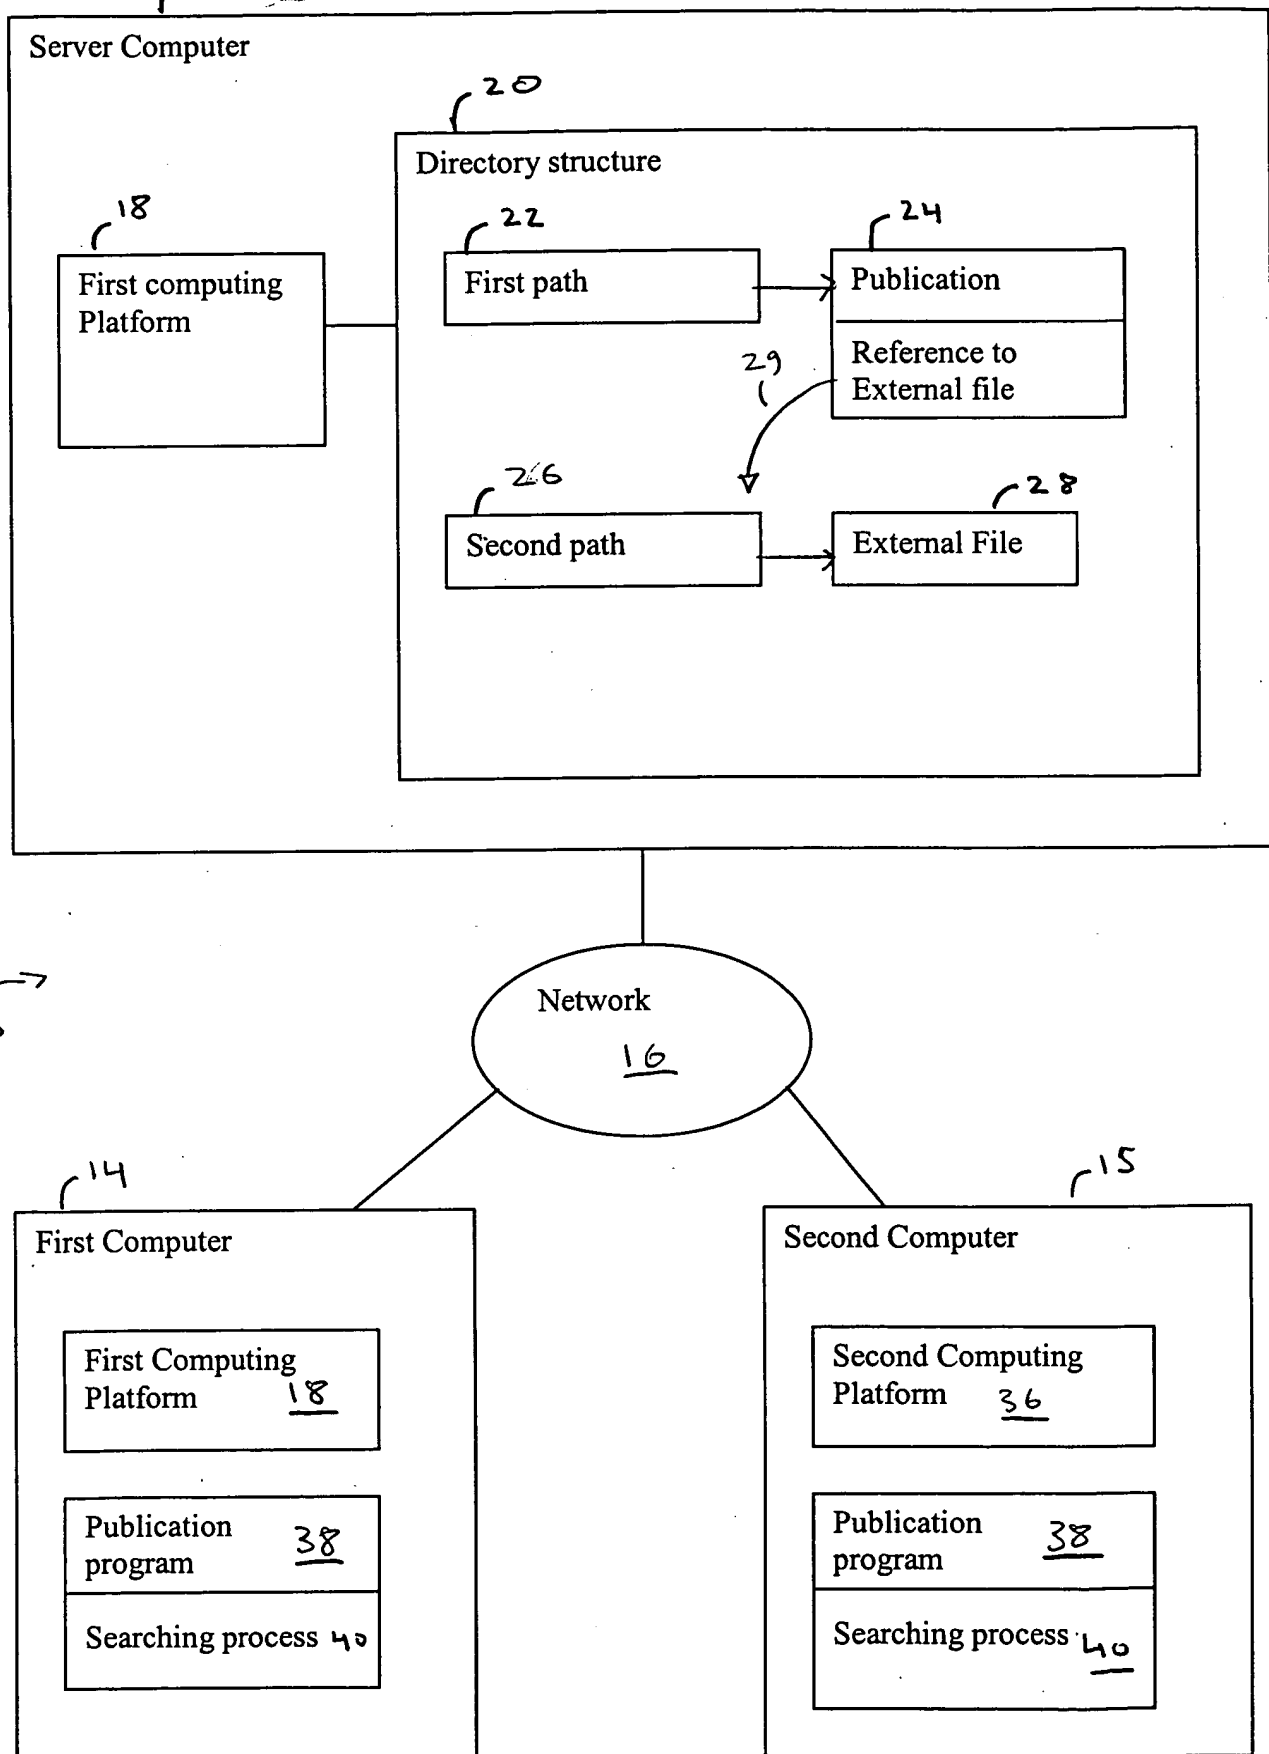 Server Computer
20
Directory structure
18
22
24
First computing
Platform
First path
Publication
Reference to
External file
29
26
28
Second path
External File
Network
16
14
15
First Computer
Second Computer
First Computing
Platform 18
Second Computing
Platform 36
Publication
program 38
Publication
program 38
Searching process 40
Searching process 40